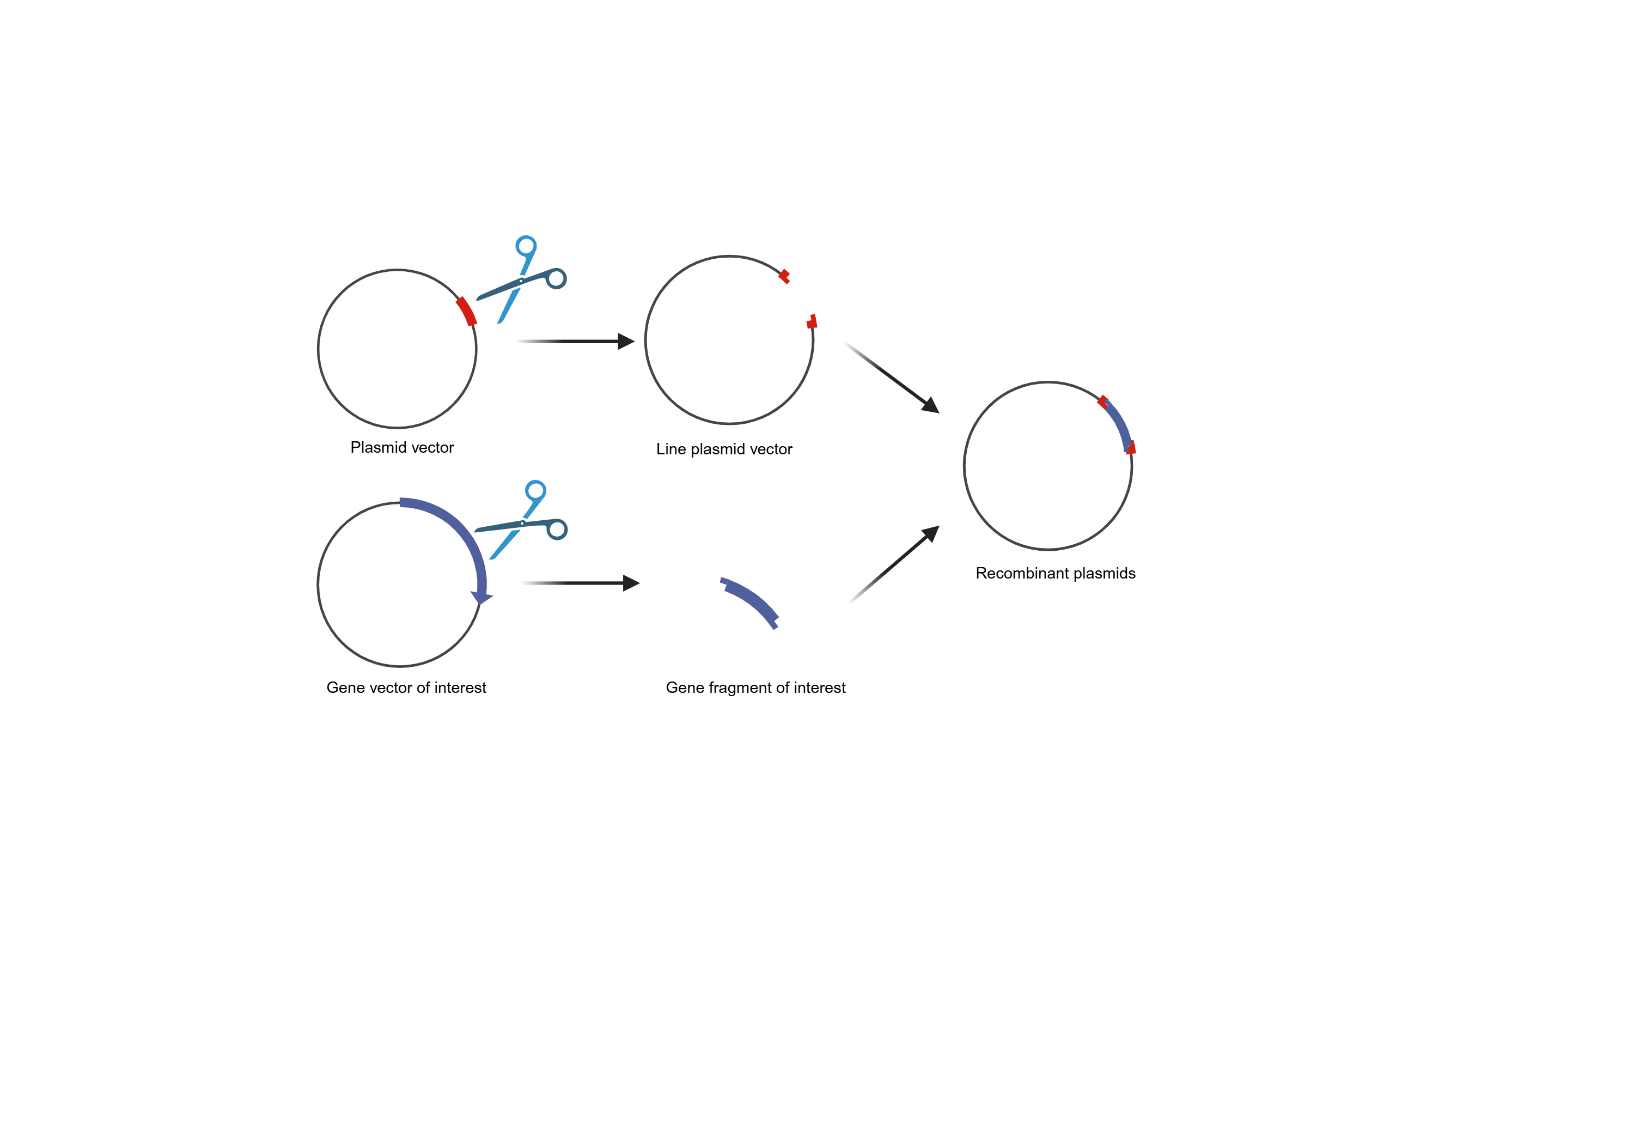 Plasmid vector
Line plasmid vector
Recombinant plasmids
Gene vector of interest
Gene fragment of interest